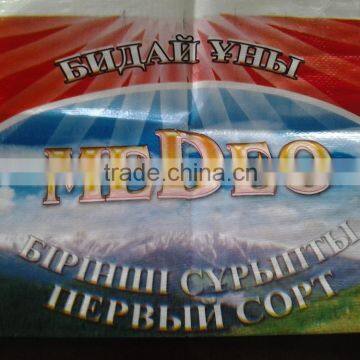 БИДАЙ ҰНЫ
MEDEO
trade.china.cn
БІРІНШІ СҰРЫПТЫ
ПЕРВЫЙ СОРТ